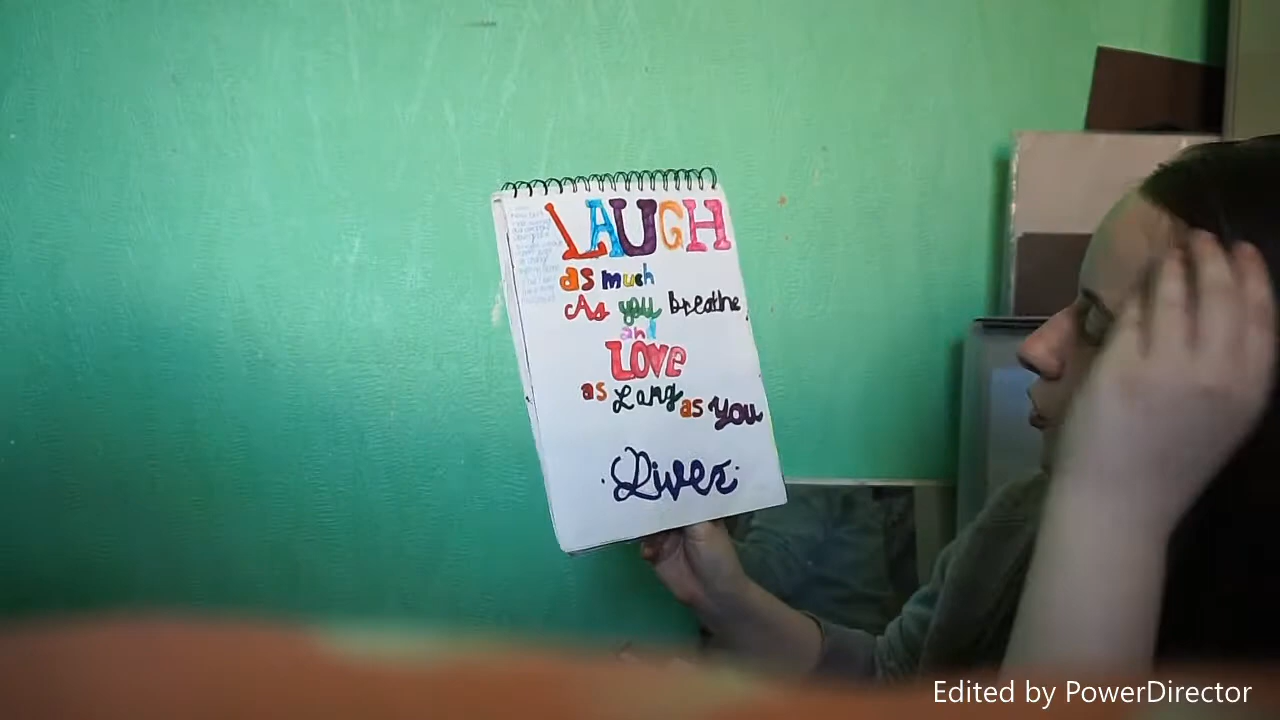 LAUGH
as much
As you breathe
and
LOVE
as Long as You
Lives
Edited by PowerDirector